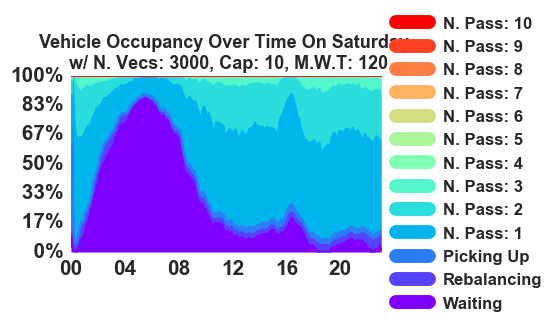 Vehicle Occupancy Over Time On Saturday
w/ N. Vecs: 3000, Cap: 10, M.W.T: 120
100%
83%
67%
50%
33%
17%
0%
00 04 08 12 16 20
N. Pass: 10
N. Pass: 9
N. Pass: 8
N. Pass: 7
N. Pass: 6
N. Pass: 5
N. Pass: 4
N. Pass: 3
N. Pass: 2
N. Pass: 1
Picking Up
Rebalancing
Waiting